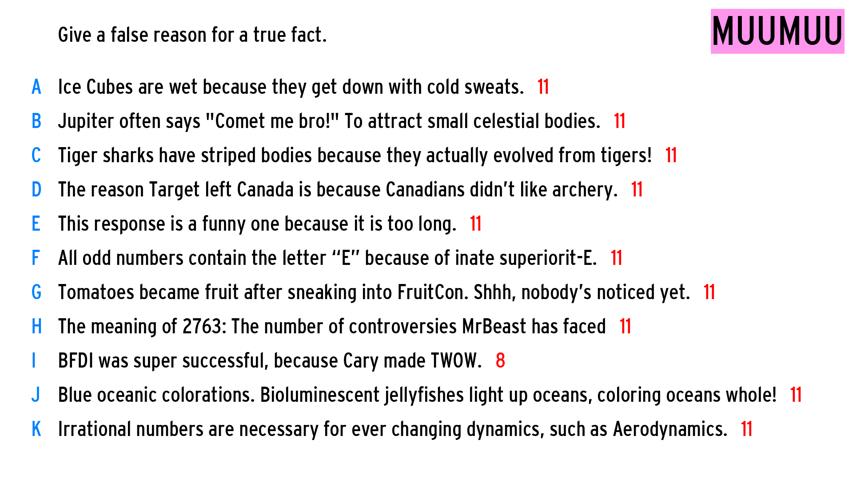 Give a false reason for a true fact.
MUUMUU
A Ice Cubes are wet because they get down with cold sweats. 11
B Jupiter often says "Comet me bro!" To attract small celestial bodies. 11
C Tiger sharks have striped bodies because they actually evolved from tigers! 11
D The reason Target left Canada is because Canadians didn't like archery. 11
E This response is a funny one because it is too long. 11
F All odd numbers contain the letter “E” because of inate superiorit-E. 11
G Tomatoes became fruit after sneaking into FruitCon. Shhh, nobody's noticed yet. 11
H The meaning of 2763: The number of controversies MrBeast has faced 11
I BFDI was super successful, because Cary made TWOW. 8
J Blue oceanic colorations. Bioluminescent jellyfishes light up oceans, coloring oceans whole! 11
K Irrational numbers are necessary for ever changing dynamics, such as Aerodynamics. 11